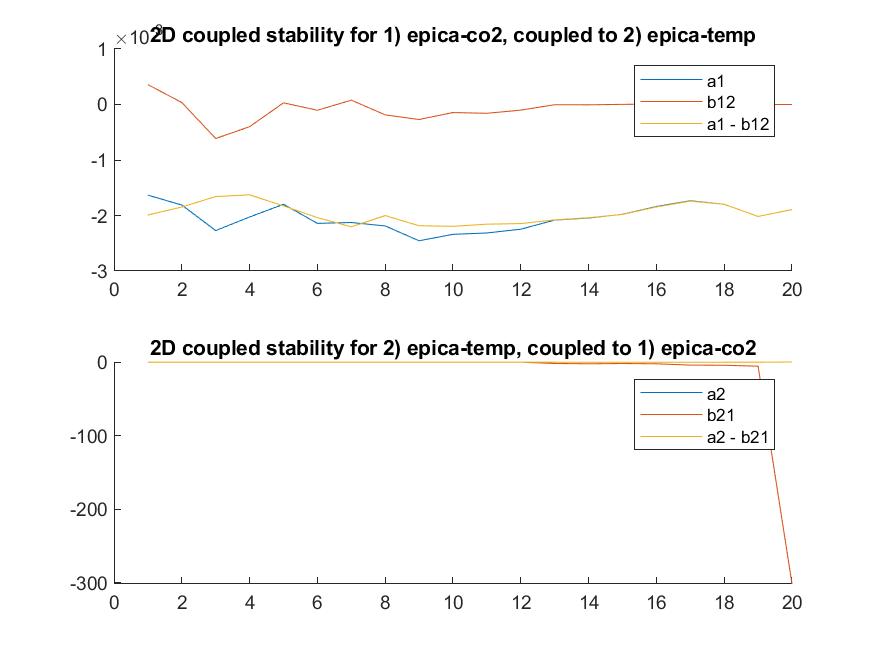 2D coupled stability for 1) epica-co2, coupled to 2) epica-temp
×10
1
0
-1
-2
-3
0 2 4 6 8 10 12 14 16 18 20
a1
b12
a1 - b12
2D coupled stability for 2) epica-temp, coupled to 1) epica-co2
0
-100
-200
-300
0 2 4 6 8 10 12 14 16 18 20
a2
b21
a2 - b21